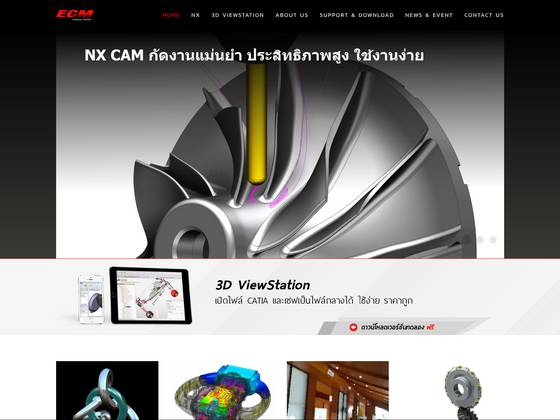 ECM
HOME NX 3D VIEWSTATION ABOUT US SUPPORT & DOWNLOAD NEWS & EVENT CONTACT US
NX CAM กัดงานแม่นยำ ประสิทธิภาพสูง ใช้งานง่าย
3D ViewStation
เปิดไฟล์ CATIA และเซฟเป็นไฟล์กลางได้ ใช้ง่าย ราคาถูก
ดาวน์โหลดเวอร์ชั่นทดลอง ฟรี